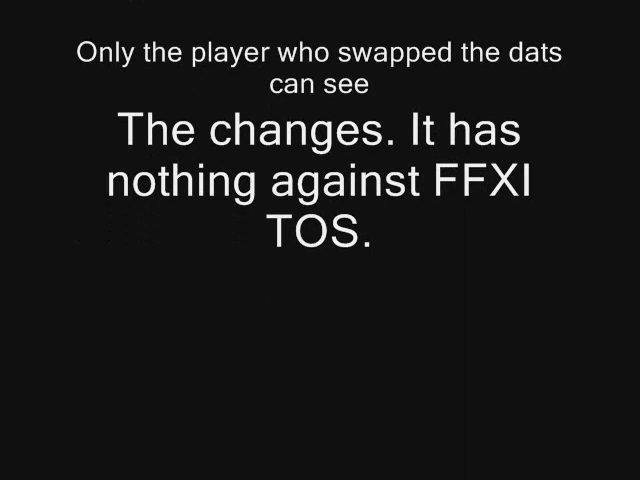 Only the player who swapped the dats
can see
The changes. It has
nothing against FFXI
TOS.